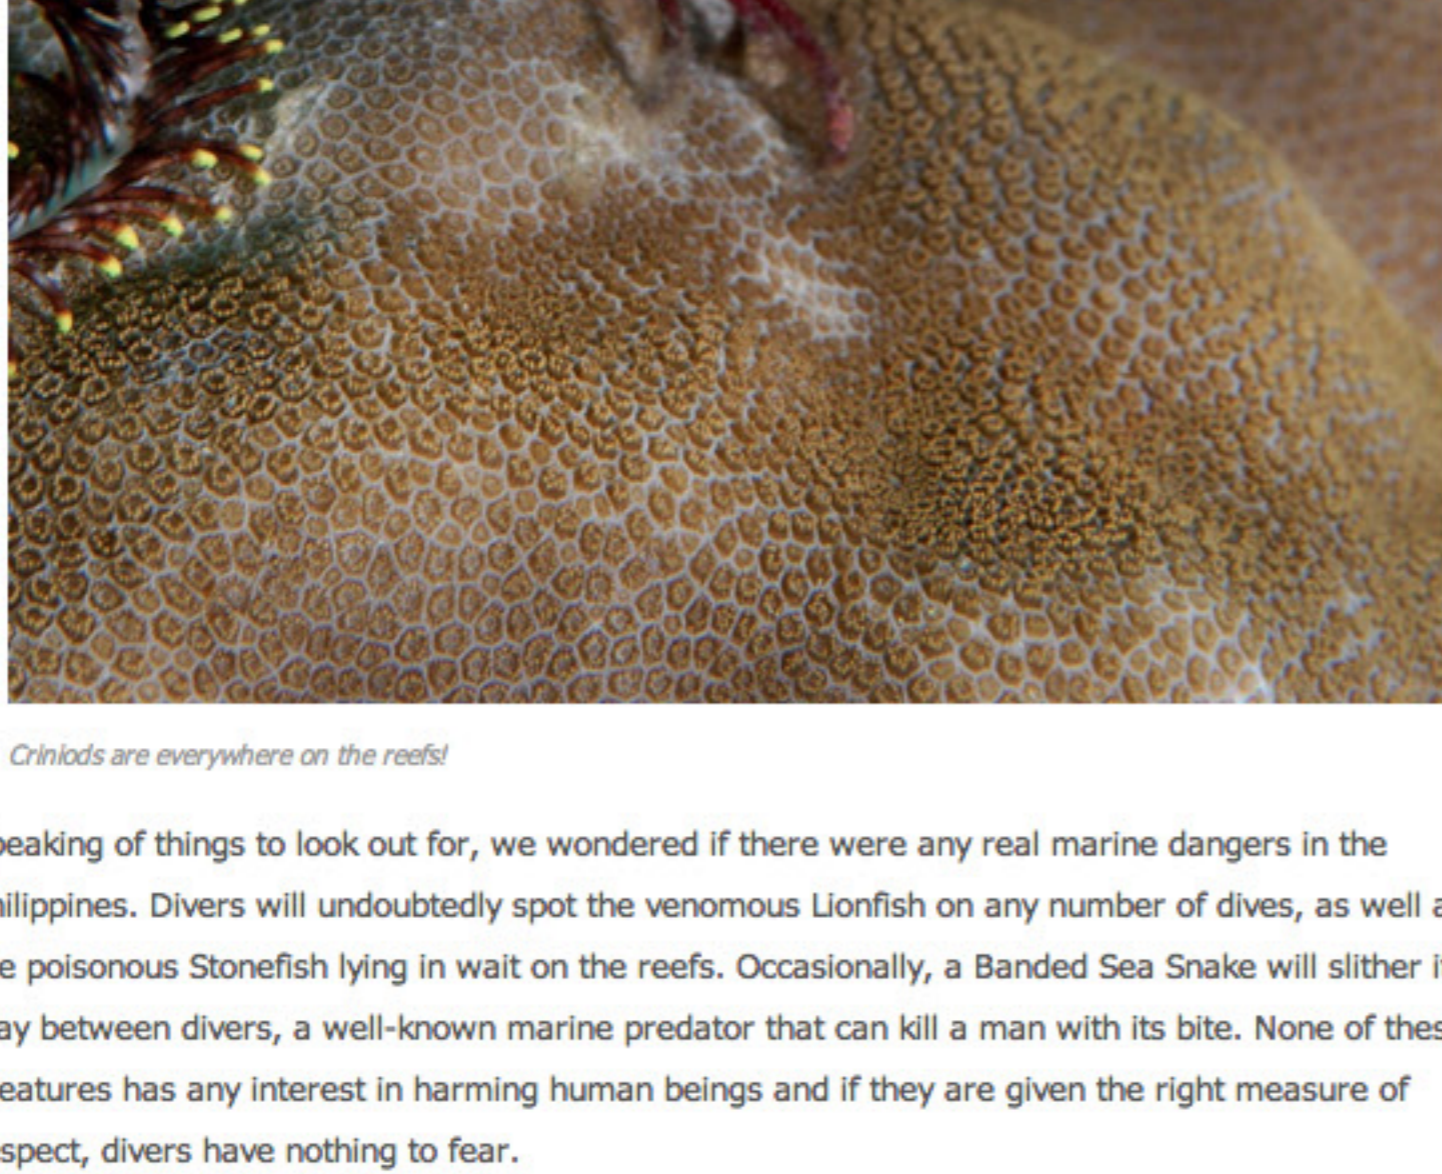 Criniods are everywhere on the reefs!
peaking of things to look out for, we wondered if there were any real marine dangers in the
ilippines. Divers will undoubtedly spot the venomous Lionfish on any number of dives, as well a
e poisonous Stonefish lying in wait on the reefs. Occasionally, a Banded Sea Snake will slither i
ay between divers, a well-known marine predator that can kill a man with its bite. None of thes
eatures has any interest in harming human beings and if they are given the right measure of
spect, divers have nothing to fear.